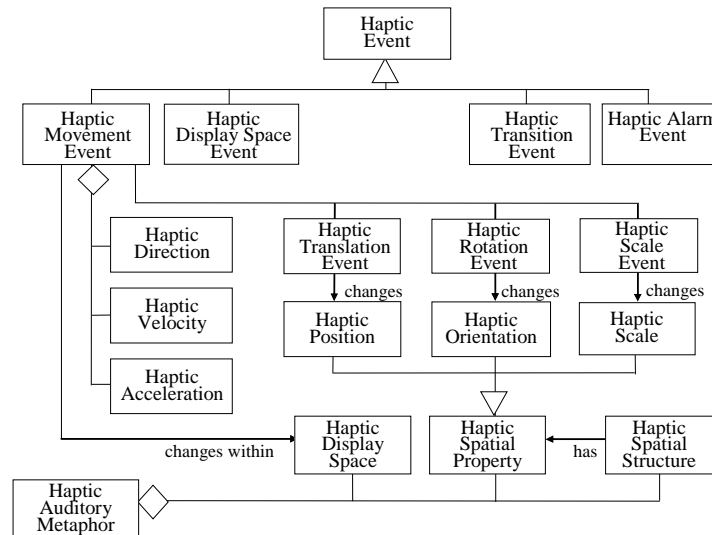 Haptic
Event
Haptic
Movement
Event
Haptic
Display Space
Event
Haptic
Transition
Event
Haptic Alarm
Event
Haptic
Translation
Event
Haptic
Rotation
Event
Haptic
Scale
Event
Haptic
Direction
changes
changes
changes
Haptic
Velocity
Haptic
Position
Haptic
Orientation
Haptic
Scale
Haptic
Acceleration
Haptic
Display
Space
Haptic
Spatial
Property
Haptic
Spatial
Structure
changes within
has
Haptic
Auditory
Metaphor